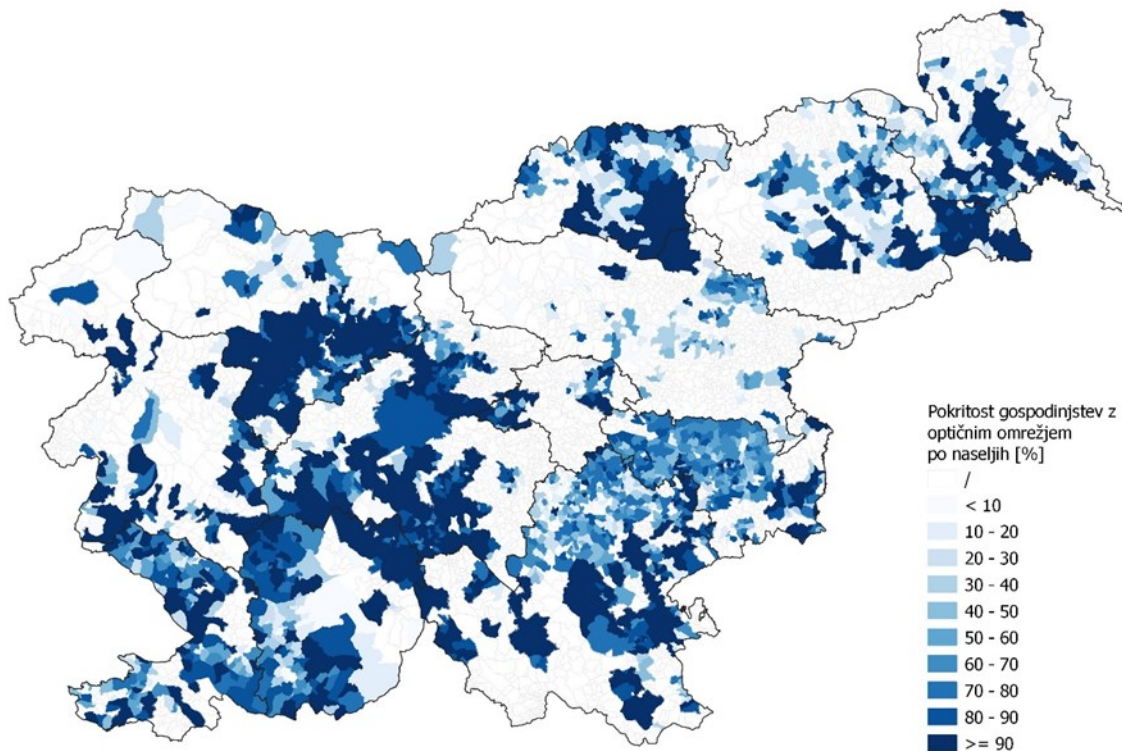 Pokritost gospodinjstev z
optičnim omrežjem
po naseljih [%]
/
< 10
10 - 20
20 - 30
30 - 40
40 - 50
50 - 60
60 - 70
70 - 80
80 - 90
>= 90